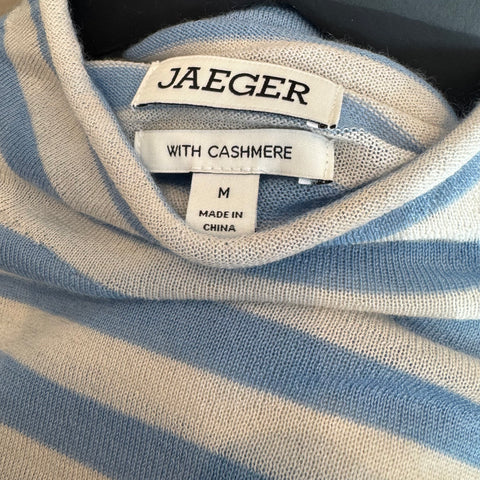 JAEGER
WITH CASHMERE
M
MADE IN
CHINA